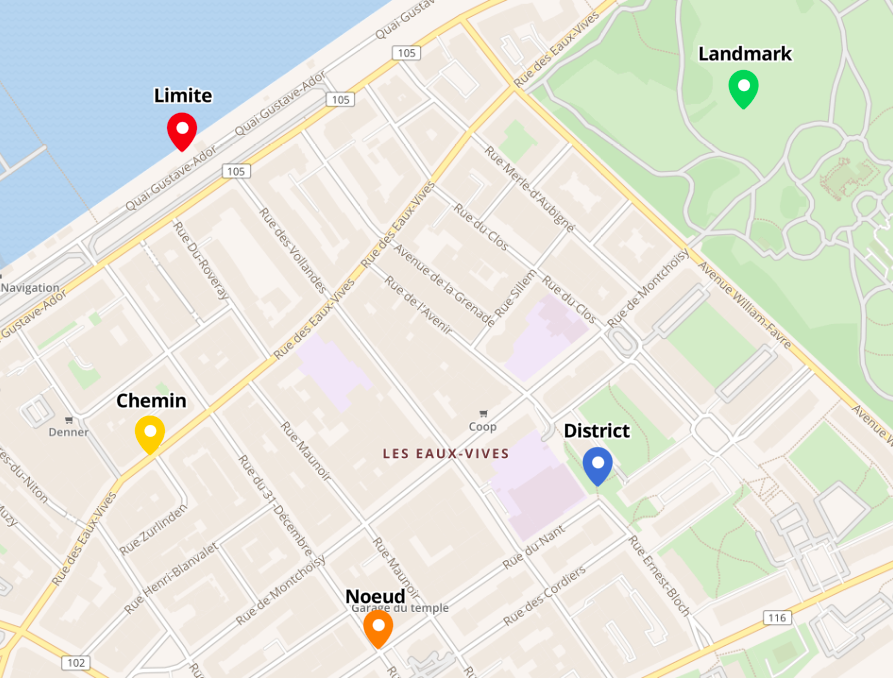 Quai-Gustav
105
Rue des Eaux-Vives
Landmark
Limite
105
Quai-Gustave-Ador
Quai-Gustave-Ador
105
Rue Merle-d'Aubigné
Rue des Eaux-Vives
Rue du Clos
Rue Du-Roveray
Rue des Vollandes
Avenue de la Grenade
Rue de Montchoisy
Avenue William-Favre
Navigation
Gustave-Ador
Rue des Eaux-Vives
Rue de l'Avenir
Rue Sillem
Rue du Clos
Chemin
Denner
Coop
District
Avenue W
LES EAUX-VIVES
Rue du 31-Décembre
Rue Maunoir
es-du-Niton
Muzy
Rue des Eaux-Vives
Rue Zurlinden
Rue Henri-Blanvalet
Rue de Montchoisy
Rue Maunoir
Rue du Nant
Rue des Cordiers
Rue Ernest-Bloch
Noeud
Garage du temple
116
102
Rue
Rue